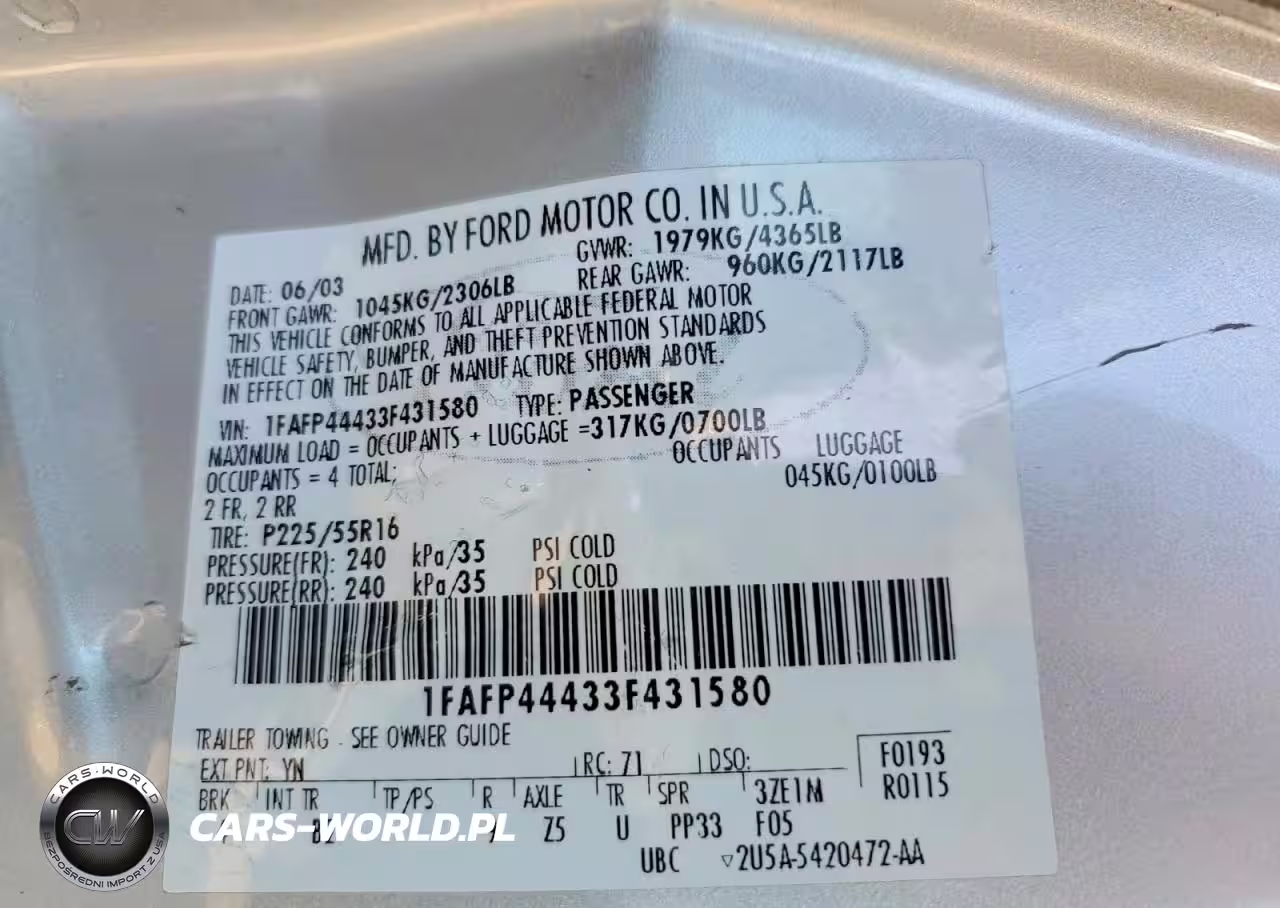 MFD. BY FORD MOTOR CO. IN U.S.A.
DATE: 06/03 GVWR: 1979KG/4365LB
FRONT GAWR: 1045KG/2306LB REAR GAWR: 960KG/2117LB
THIS VEHICLE CONFORMS TO ALL APPLICABLE FEDERAL MOTOR
VEHICLE SAFETY, BUMPER, AND THEFT PREVENTION STANDARDS
IN EFFECT ON THE DATE OF MANUFACTURE SHOWN ABOVE.
VIN: 1FAFP44433F431580 TYPE: PASSENGER
MAXIMUM LOAD = OCCUPANTS + LUGGAGE =317KG/0700LB
OCCUPANTS = 4 TOTAL; OCCUPANTS LUGGAGE
2 FR, 2 RR 045KG/0100LB
TIRE: P225/55R16
PRESSURE(FR): 240 kPa/35 PSI COLD
PRESSURE(RR): 240 kPa/35 PSI COLD
1FAFP44433F431580
TRAILER TOWING - SEE OWNER GUIDE
EXT PNT: YN RC: 71 DSO: F0193
BRK INT TR TP/PS R AXLE TR SPR 3ZE1M R0115
Z5 U PP33 F05
UBC ▽2U5A-5420472-AA
CARS-WORLD
CW
BEZPOŚREDNI IMPORT Z USA
CARS-WORLD.PL